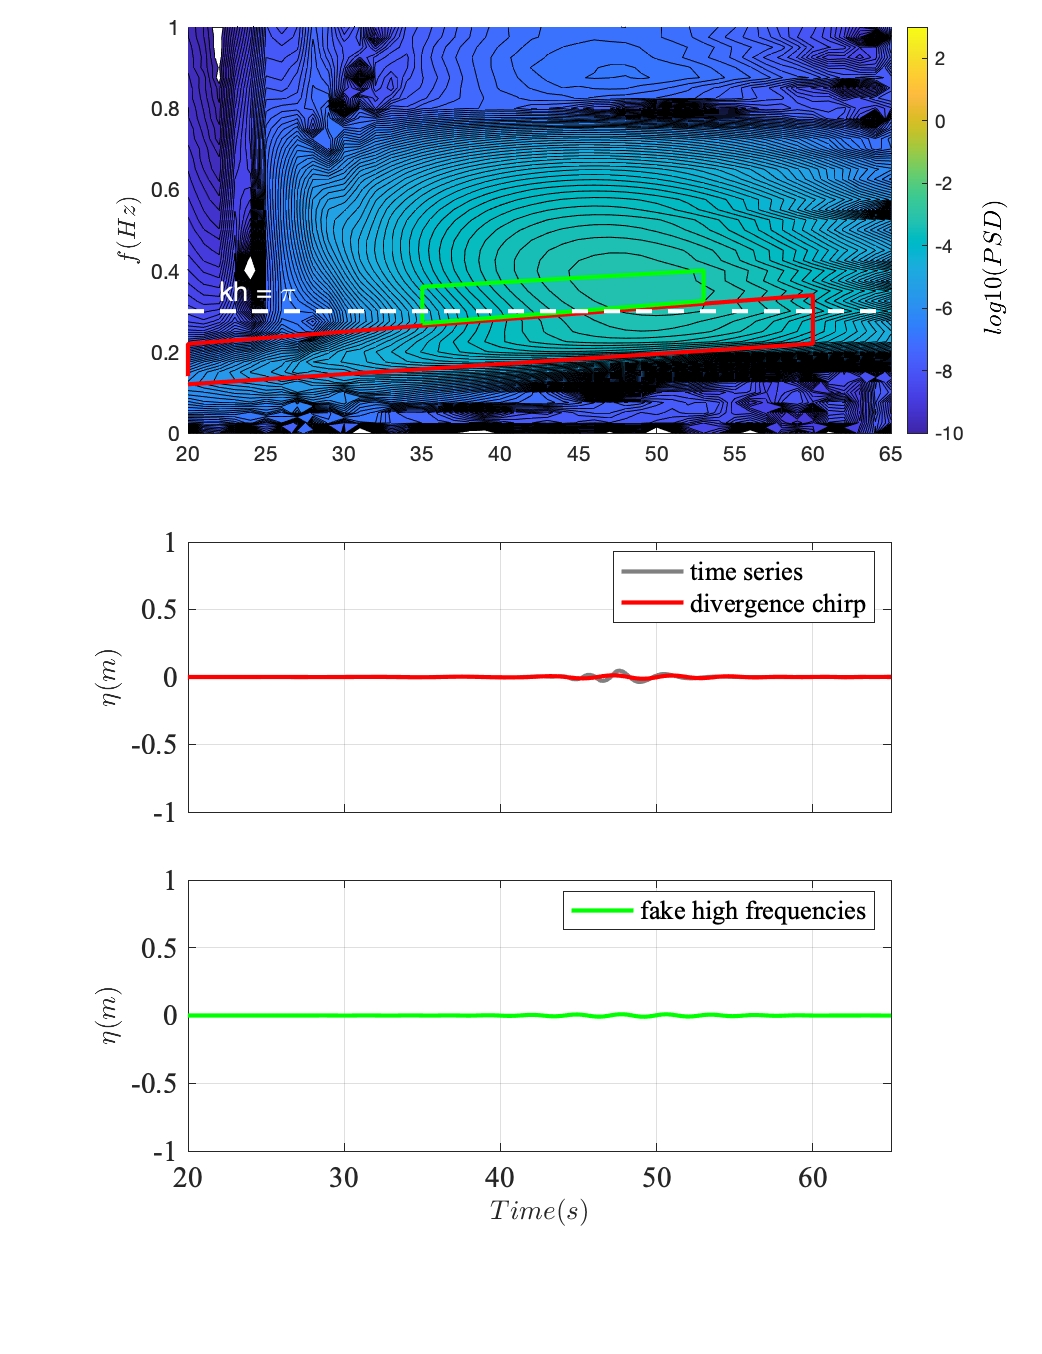 1
0.8
0.6
0.4
0.2
0
f(Hz)
kh = π
20 25 30 35 40 45 50 55 60 65
2
0
-2
-4
-6
-8
-10
log10(PSD)
1
0.5
0
-0.5
-1
η(m)
time series
divergence chirp
1
0.5
0
-0.5
-1
η(m)
fake high frequencies
20 30 40 50 60
Time(s)